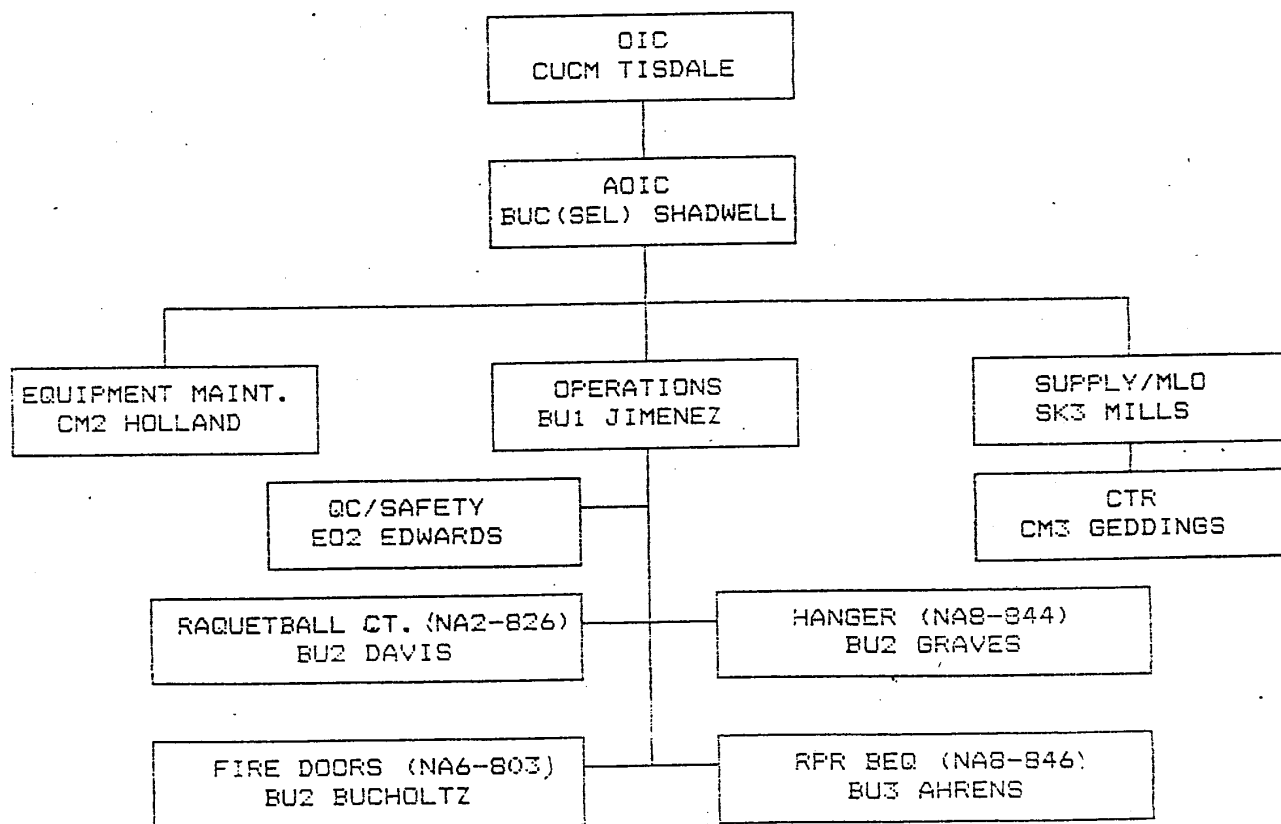 OIC
CUCM TISDALE
AOIC
BUC(SEL) SHADWELL
EQUIPMENT MAINT.
CM2 HOLLAND
OPERATIONS
BU1 JIMENEZ
SUPPLY/MLO
SK3 MILLS
QC/SAFETY
EO2 EDWARDS
CTR
CM3 GEDDINGS
RAQUETBALL CT. (NA2-826)
BU2 DAVIS
HANGER (NA8-844)
BU2 GRAVES
FIRE DOORS (NA6-803)
BU2 BUCHOLTZ
RPR BEQ (NA8-846)
BU3 AHRENS